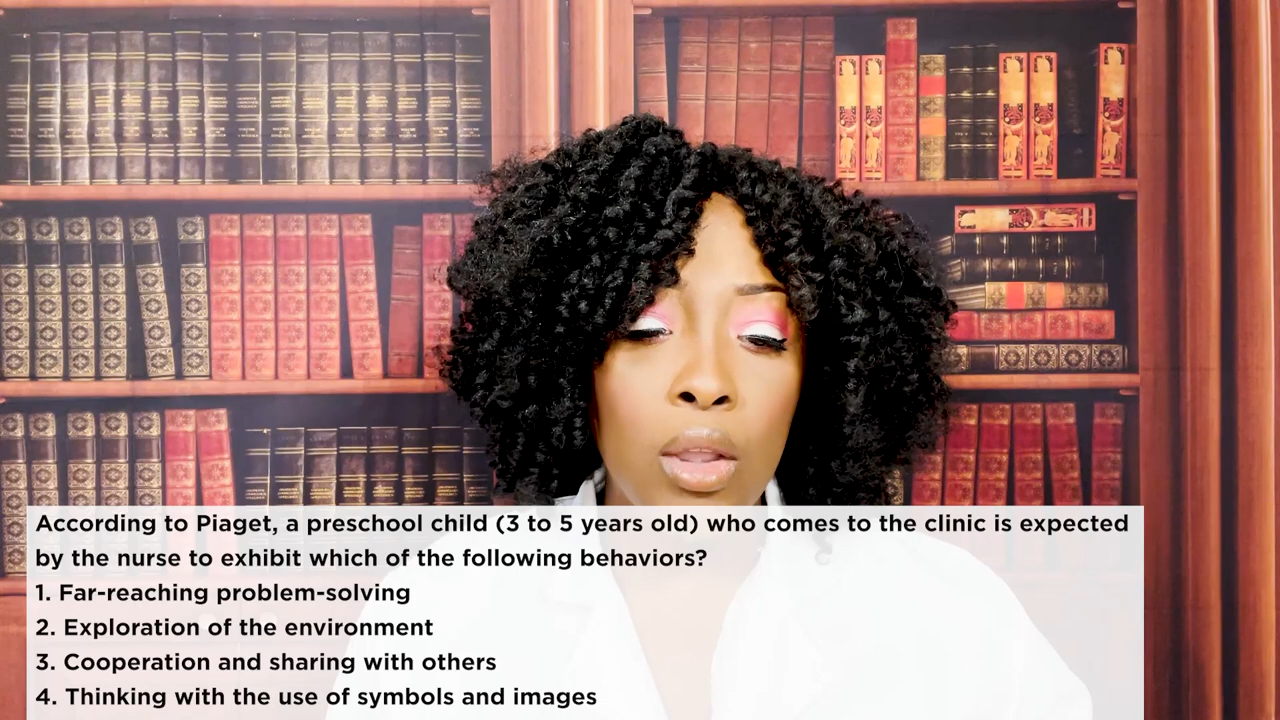 According to Piaget, a preschool child (3 to 5 years old) who comes to the clinic is expected
by the nurse to exhibit which of the following behaviors?
1. Far-reaching problem-solving
2. Exploration of the environment
3. Cooperation and sharing with others
4. Thinking with the use of symbols and images